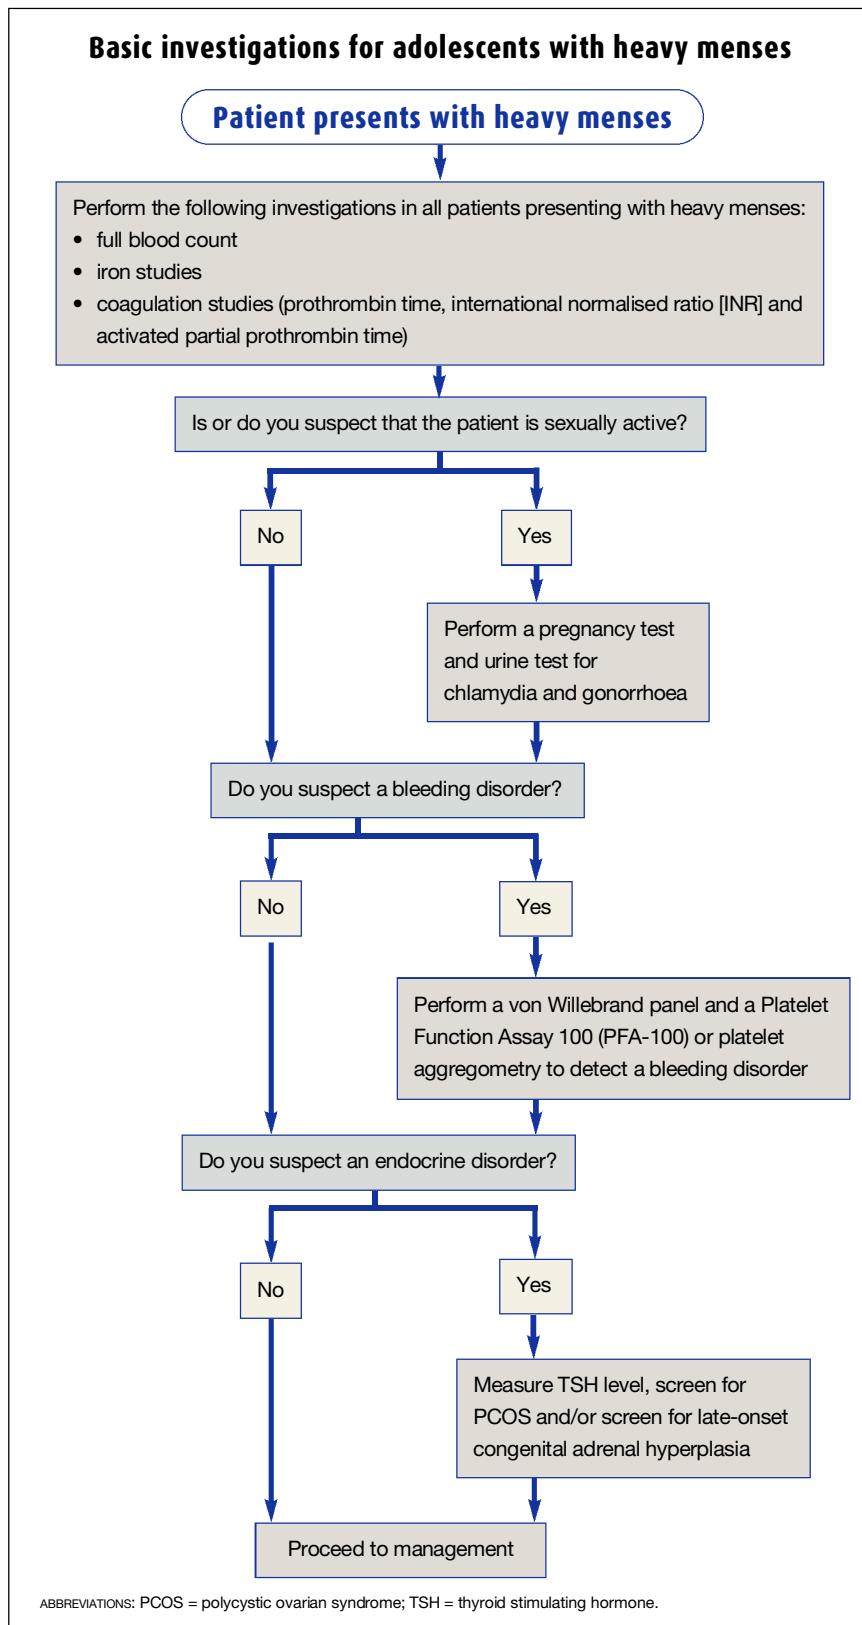 Basic investigations for adolescents with heavy menses
Patient presents with heavy menses
Perform the following investigations in all patients presenting with heavy menses:
• full blood count
• iron studies
• coagulation studies (prothrombin time, international normalised ratio [INR] and
activated partial prothrombin time)
Is or do you suspect that the patient is sexually active?
No
Yes
Perform a pregnancy test
and urine test for
chlamydia and gonorrhoea
Do you suspect a bleeding disorder?
No
Yes
Perform a von Willebrand panel and a Platelet
Function Assay 100 (PFA-100) or platelet
aggregometry to detect a bleeding disorder
Do you suspect an endocrine disorder?
No
Yes
Measure TSH level, screen for
PCOS and/or screen for late-onset
congenital adrenal hyperplasia
Proceed to management
ABBREVIATIONS: PCOS = polycystic ovarian syndrome; TSH = thyroid stimulating hormone.